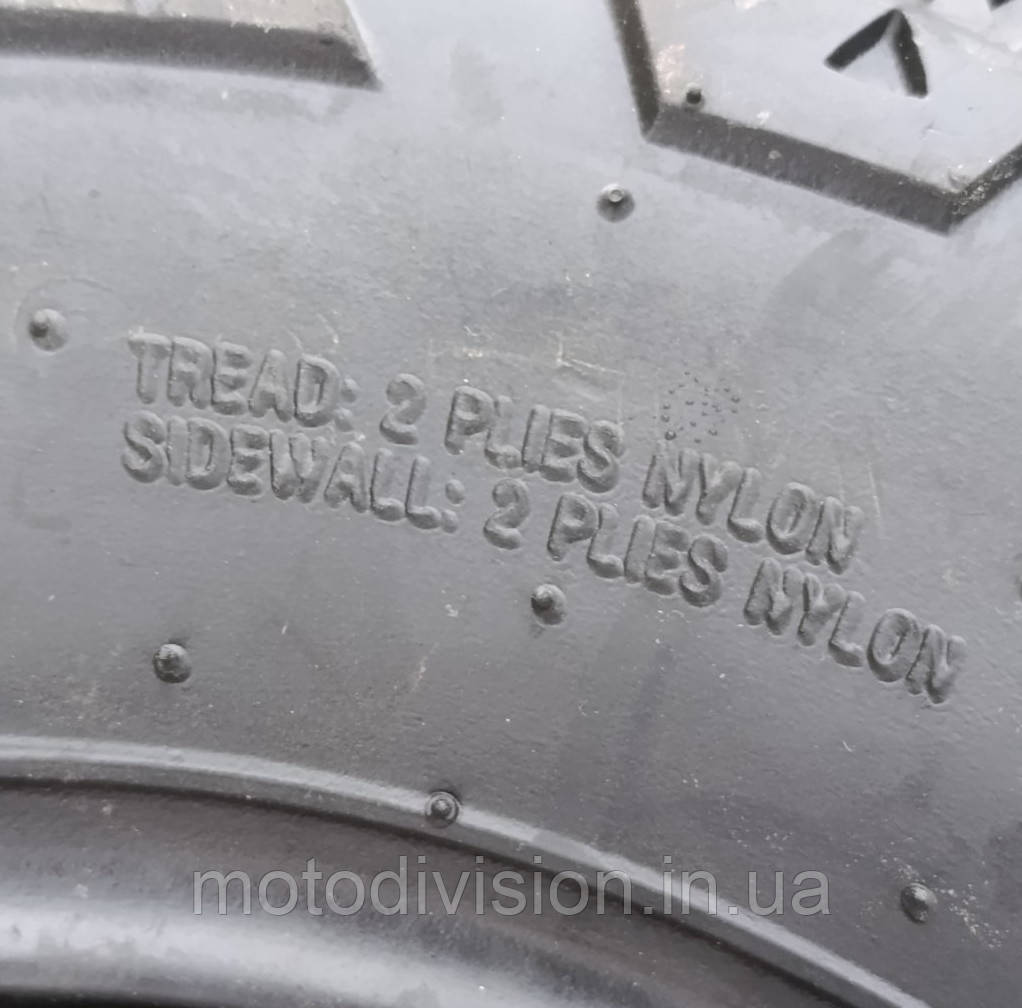 TREAD: 2 PLIES NYLON
SIDEWALL: 2 PLIES NYLON
motodivision.in.ua